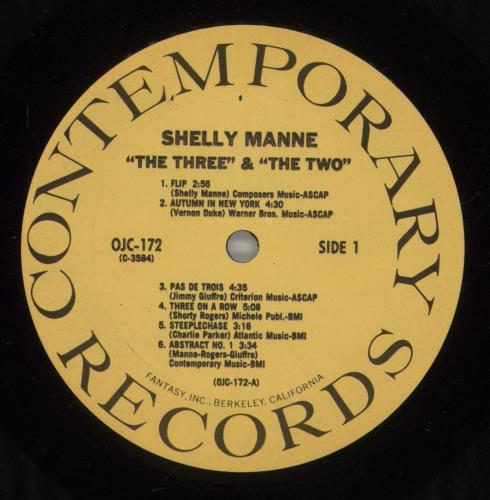 CONTEMPORARY RECORDS
SHELLY MANNE
"THE THREE" & "THE TWO"
1. FLIP 2:56
(Shelly Manne) Composers Music-ASCAP
2. AUTUMN IN NEW YORK 4:30
(Vernon Duke) Warner Bros. Music-ASCAP
OJC-172
(C-3584)
SIDE 1
3. PAS DE TROIS 4:35
(Jimmy Giuffre) Criterion Music-ASCAP
4. THREE ON A ROW 5:08
(Shorty Rogers) Michele Publ.-BMI
5. STEEPLECHASE 3:16
(Charlie Parker) Atlantic Music-BMI
6. ABSTRACT NO. 1 3:34
(Manne-Rogers-Giuffre)
Contemporary Music-BMI
(OJC-172-A)
FANTASY, INC., BERKELEY, CALIFORNIA